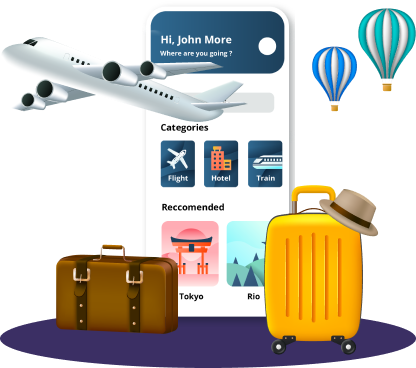 Hi, John More
Where are you going ?
Categories
Flight
Hotel
Train
Reccomended
Tokyo
Rio